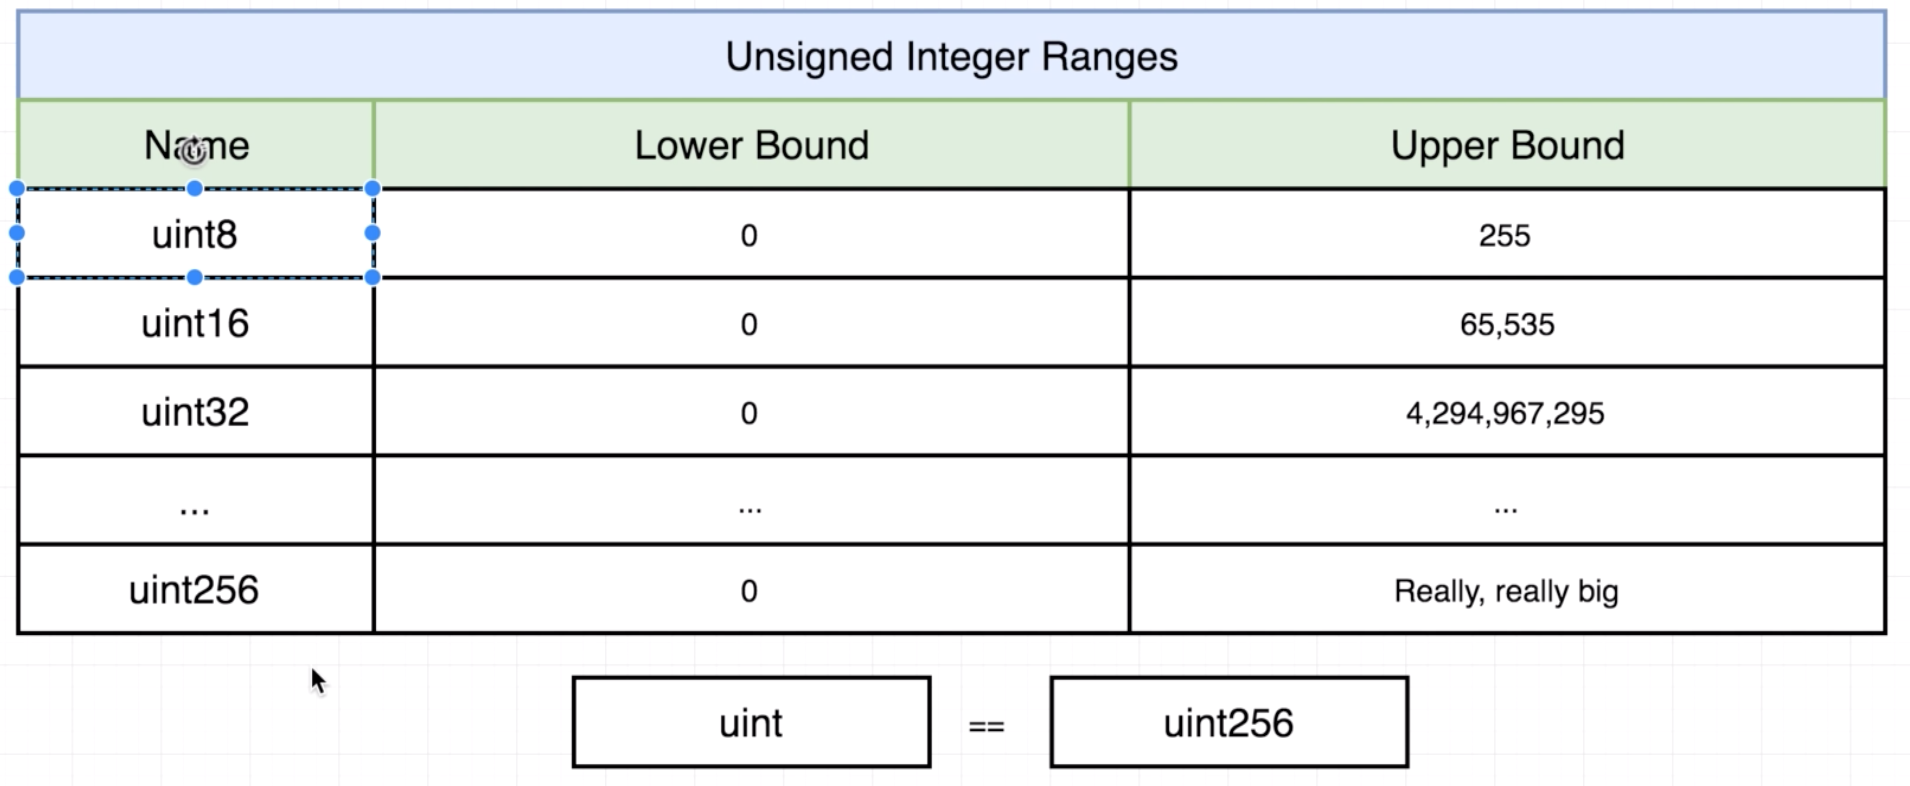 Unsigned Integer Ranges
Name Lower Bound Upper Bound
uint8 0 255
uint16 0 65,535
uint32 0 4,294,967,295
... ... ...
uint256 0 Really, really big
uint == uint256